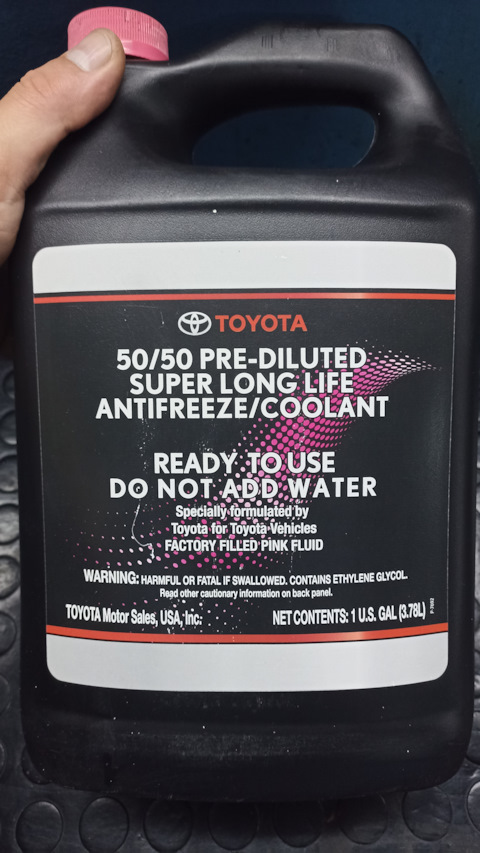 TOYOTA
50/50 PRE-DILUTED
SUPER LONG LIFE
ANTIFREEZE/COOLANT
READY TO USE
DO NOT ADD WATER
Specially formulated by
Toyota for Toyota Vehicles
FACTORY FILLED PINK FLUID
WARNING: HARMFUL OR FATAL IF SWALLOWED. CONTAINS ETHYLENE GLYCOL.
Read other cautionary information on back panel.
TOYOTA Motor Sales, USA, Inc.
NET CONTENTS: 1 U.S. GAL (3.78L)